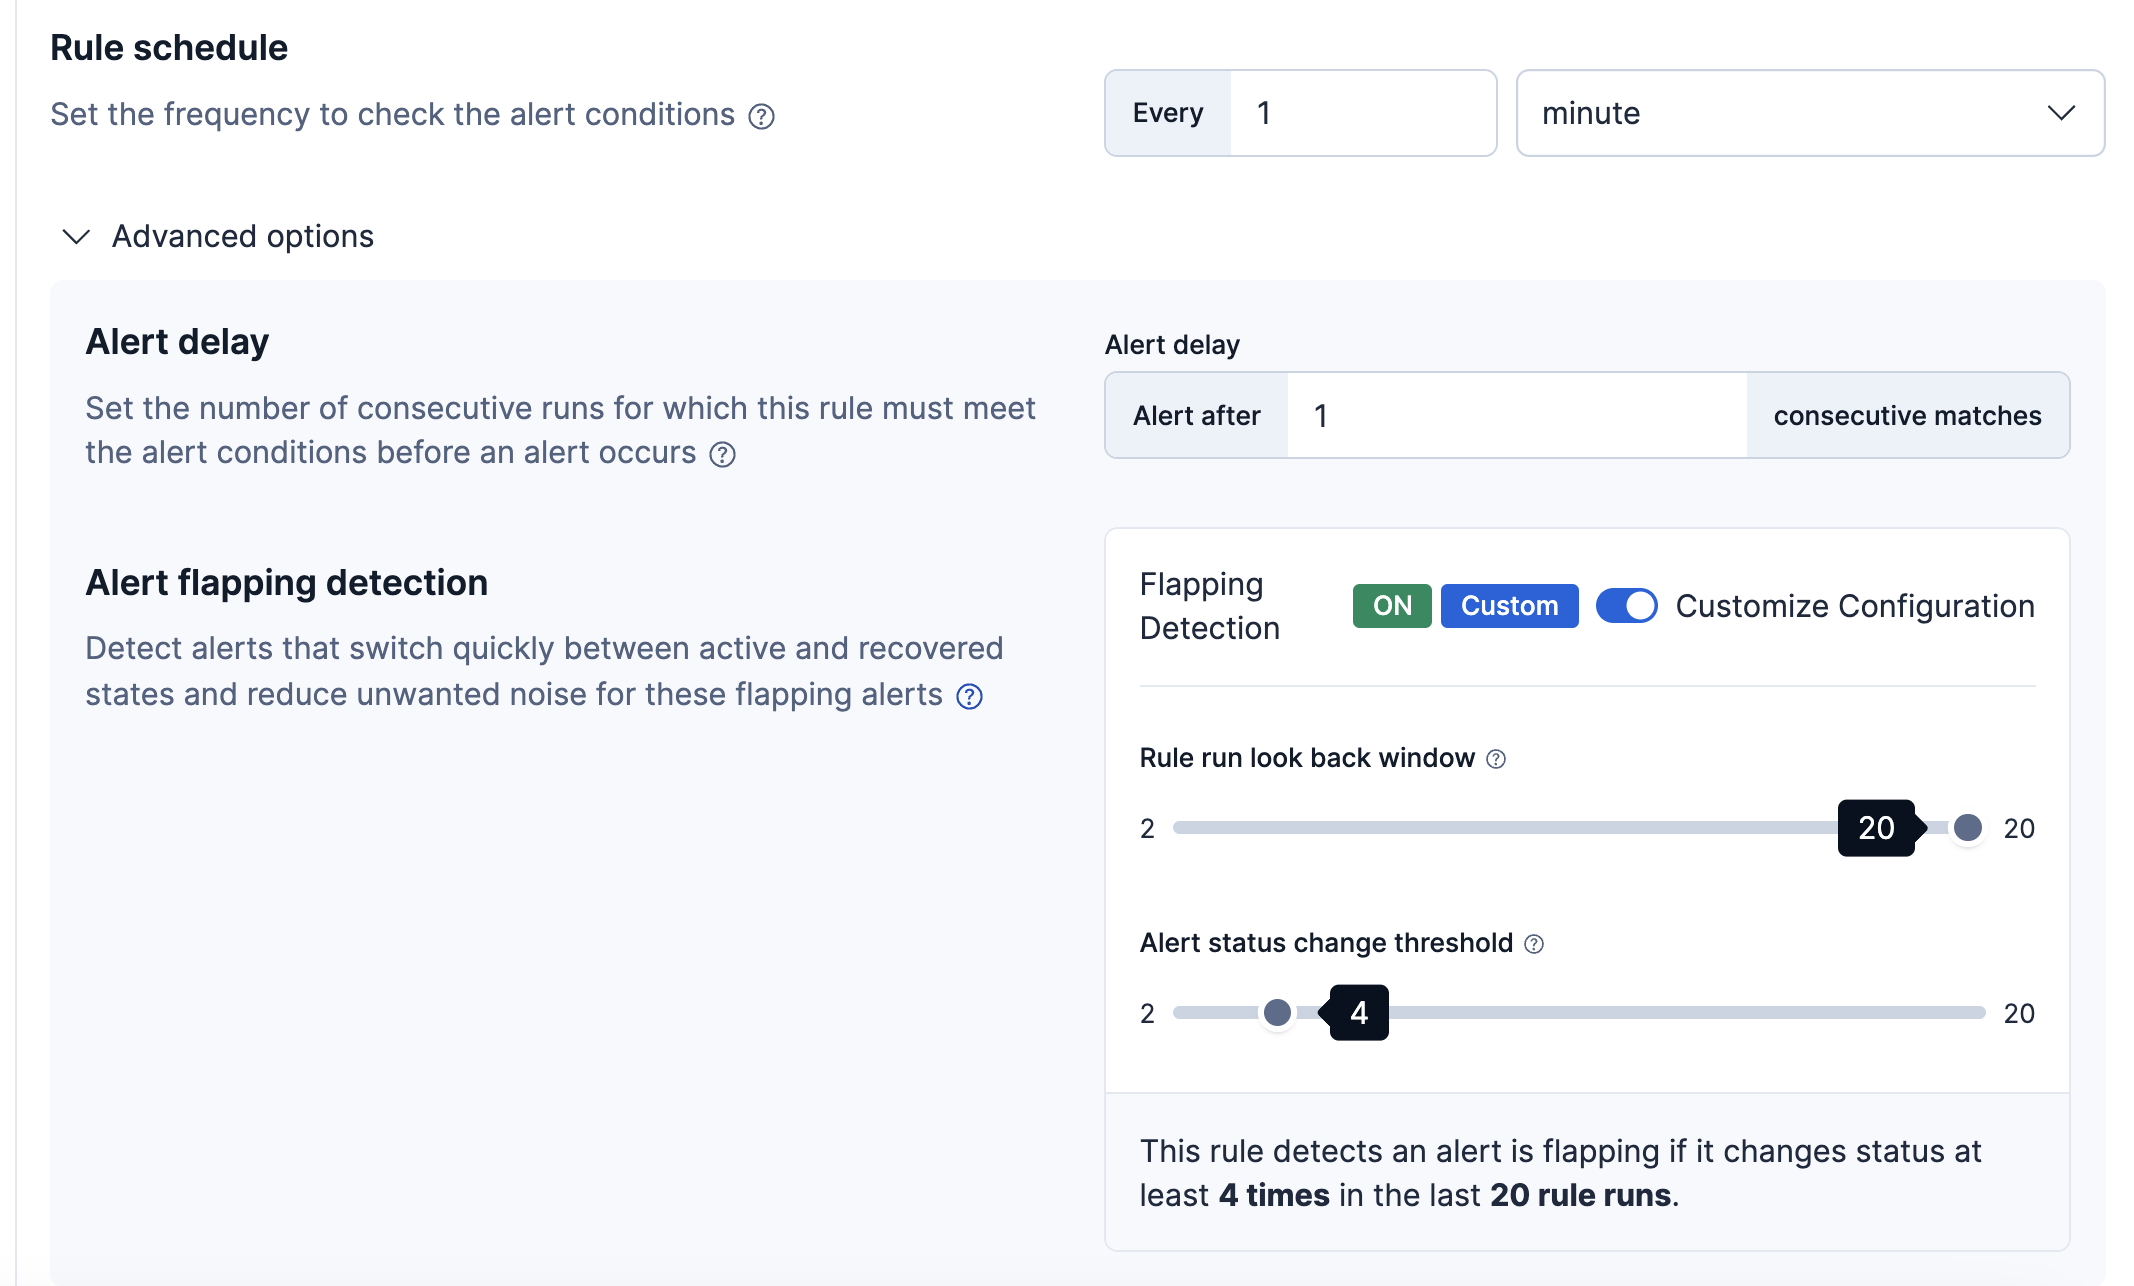 Rule schedule
Set the frequency to check the alert conditions
Every 1 minute
Advanced options
Alert delay
Set the number of consecutive runs for which this rule must meet
the alert conditions before an alert occurs
Alert delay
Alert after 1 consecutive matches
Alert flapping detection
Detect alerts that switch quickly between active and recovered
states and reduce unwanted noise for these flapping alerts
Flapping
Detection
ON Custom Customize Configuration
Rule run look back window
2 20 20
Alert status change threshold
2 4 20
This rule detects an alert is flapping if it changes status at
least 4 times in the last 20 rule runs.